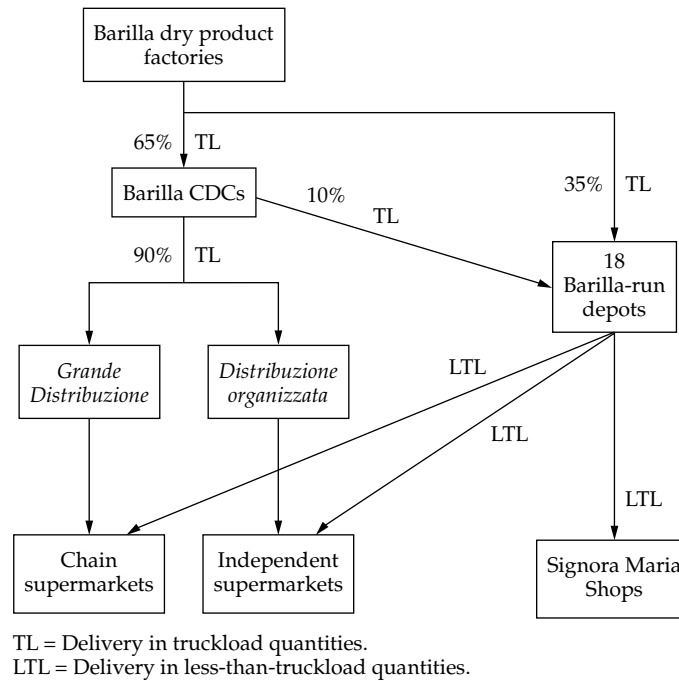 Barilla dry product
factories
65% TL
35% TL
Barilla CDCs
10%
TL
90% TL
18
Barilla-run
depots
Grande
Distribuzione
Distribuzione
organizzata
LTL
LTL
LTL
Chain
supermarkets
Independent
supermarkets
Signora Maria
Shops
TL = Delivery in truckload quantities.
LTL = Delivery in less-than-truckload quantities.